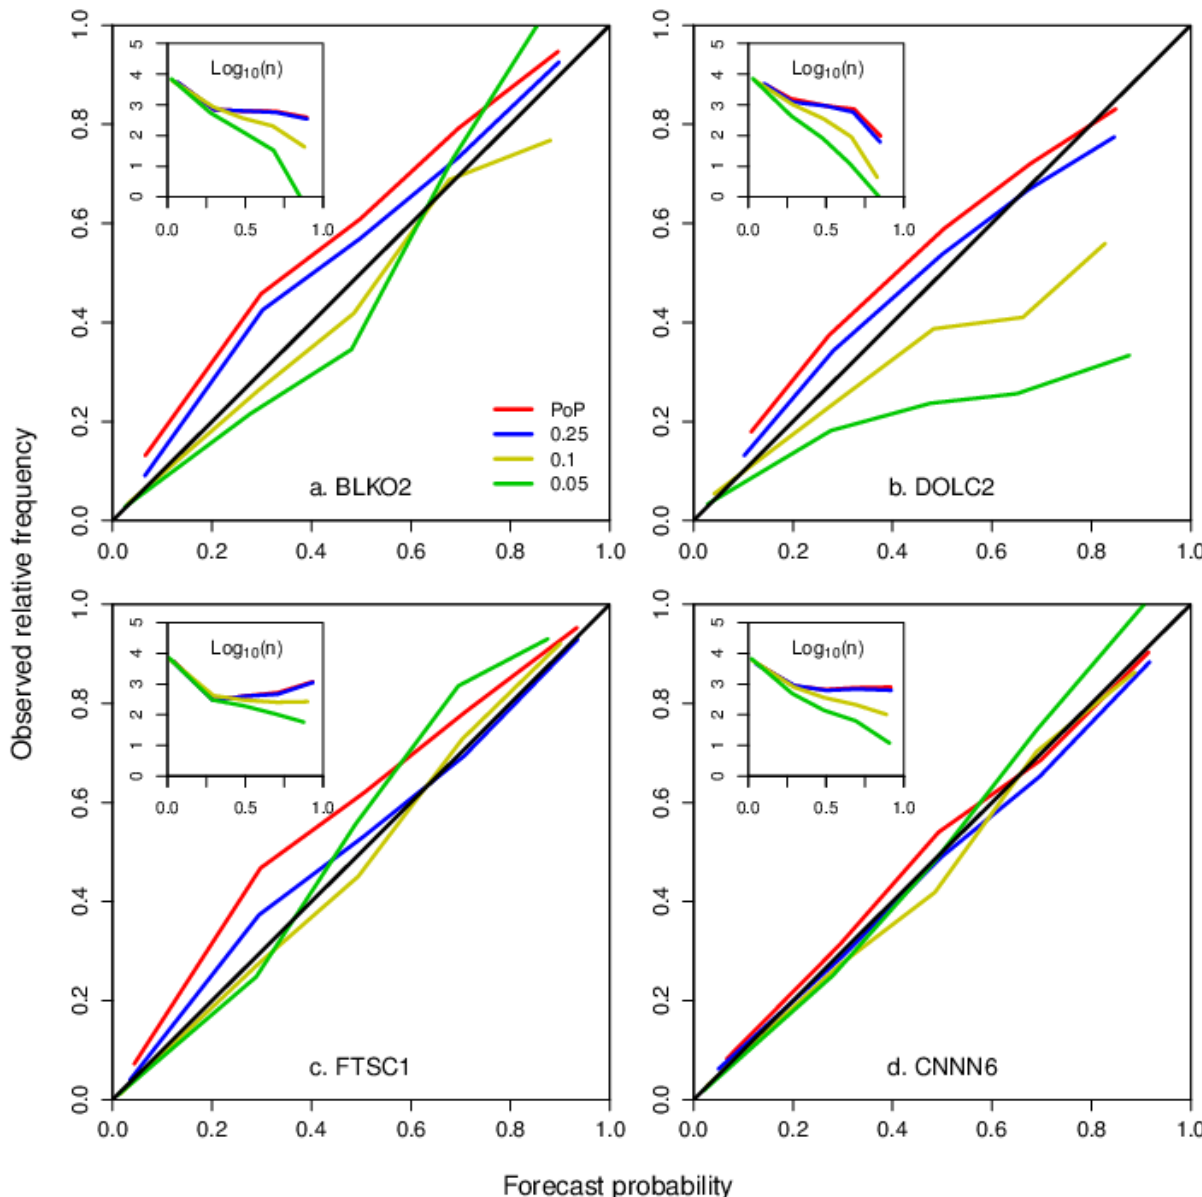 Observed relative frequency
Forecast probability
1.0
0.8
0.6
0.4
0.2
0.0
0.0 0.2 0.4 0.6 0.8 1.0
5
4
3
2
1
0
Log10(n)
0.0 0.5 1.0
PoP
0.25
0.1
0.05
a. BLKO2
1.0
0.8
0.6
0.4
0.2
0.0
0.0 0.2 0.4 0.6 0.8 1.0
5
4
3
2
1
0
Log10(n)
0.0 0.5 1.0
b. DOLC2
1.0
0.8
0.6
0.4
0.2
0.0
0.0 0.2 0.4 0.6 0.8 1.0
5
4
3
2
1
0
Log10(n)
0.0 0.5 1.0
c. FTSC1
1.0
0.8
0.6
0.4
0.2
0.0
0.0 0.2 0.4 0.6 0.8 1.0
5
4
3
2
1
0
Log10(n)
0.0 0.5 1.0
d. CNNN6